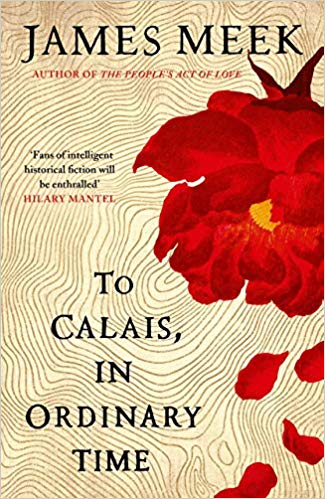 JAMES MEEK
AUTHOR OF THE PEOPLE'S ACT OF LOVE
‘Fans of intelligent
historical fiction will
be enthralled’
HILARY MANTEL
TO
CALAIS,
IN
ORDINARY
TIME